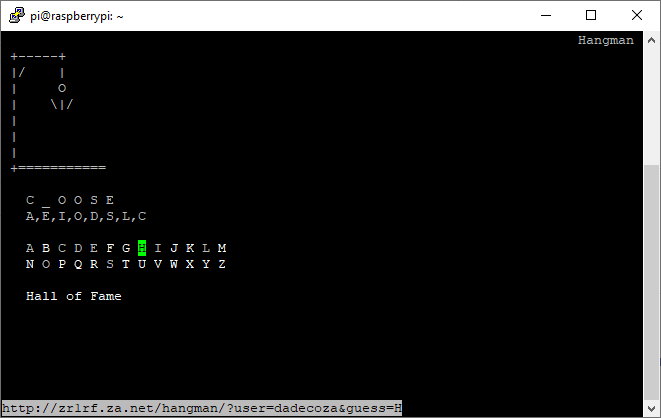 pi@raspberrypi: ~
Hangman
+-----+
|/    |
|     O
|    \|/
|
|
|
+===========
C _ O O S E
A,E,I,O,D,S,L,C
A B C D E F G H I J K L M
N O P Q R S T U V W X Y Z
Hall of Fame
http://zr1rf.za.net/hangman/?user=dadecoza&guess=H